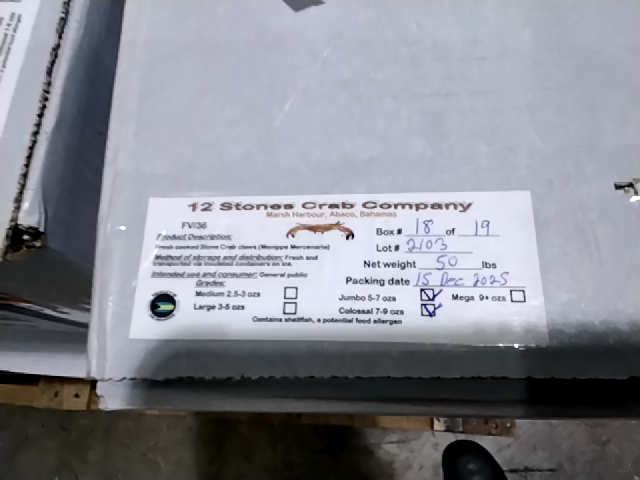 12 Stones Crab Company
Marsh Harbour, Abaco, Bahamas
FV/36
Product Description:
Fresh cooked Stone Crab claws (Menippe Mercenaria)
Method of storage and distribution: Fresh and
transported via insulated containers on ice.
Intended use and consumer: General public
Grades:
Medium 2.5-3 ozs
Large 3-5 ozs
Box # 18 of 19
Lot # 2103
Net weight 50 lbs
Packing date 15 Dec 2025
Jumbo 5-7 ozs Mega 9+ ozs
Colossal 7-9 ozs
Contains shellfish, a potential food allergen